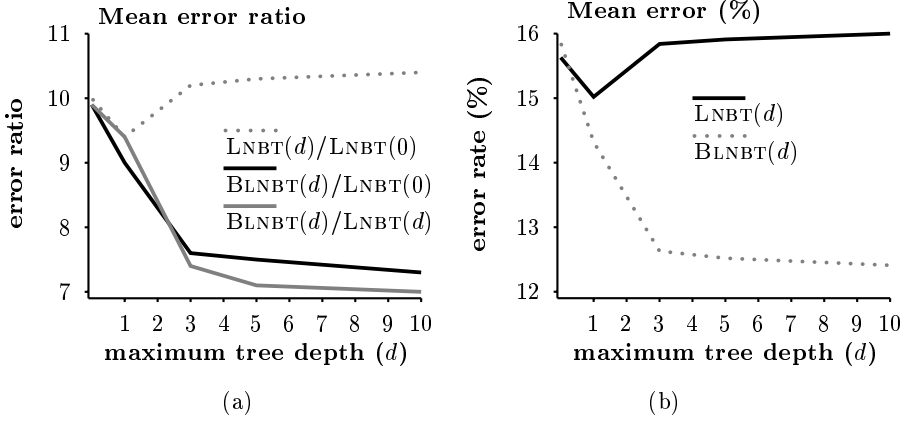 Mean error ratio
11
10
9
8
7
error ratio
LNBT(d)/LNBT(0)
BLNBT(d)/LNBT(0)
BLNBT(d)/LNBT(d)
1 2 3 4 5 6 7 8 9 10
maximum tree depth (d)
(a)
Mean error (%)
16
15
14
13
12
error rate (%)
LNBT(d)
BLNBT(d)
1 2 3 4 5 6 7 8 9 10
maximum tree depth (d)
(b)